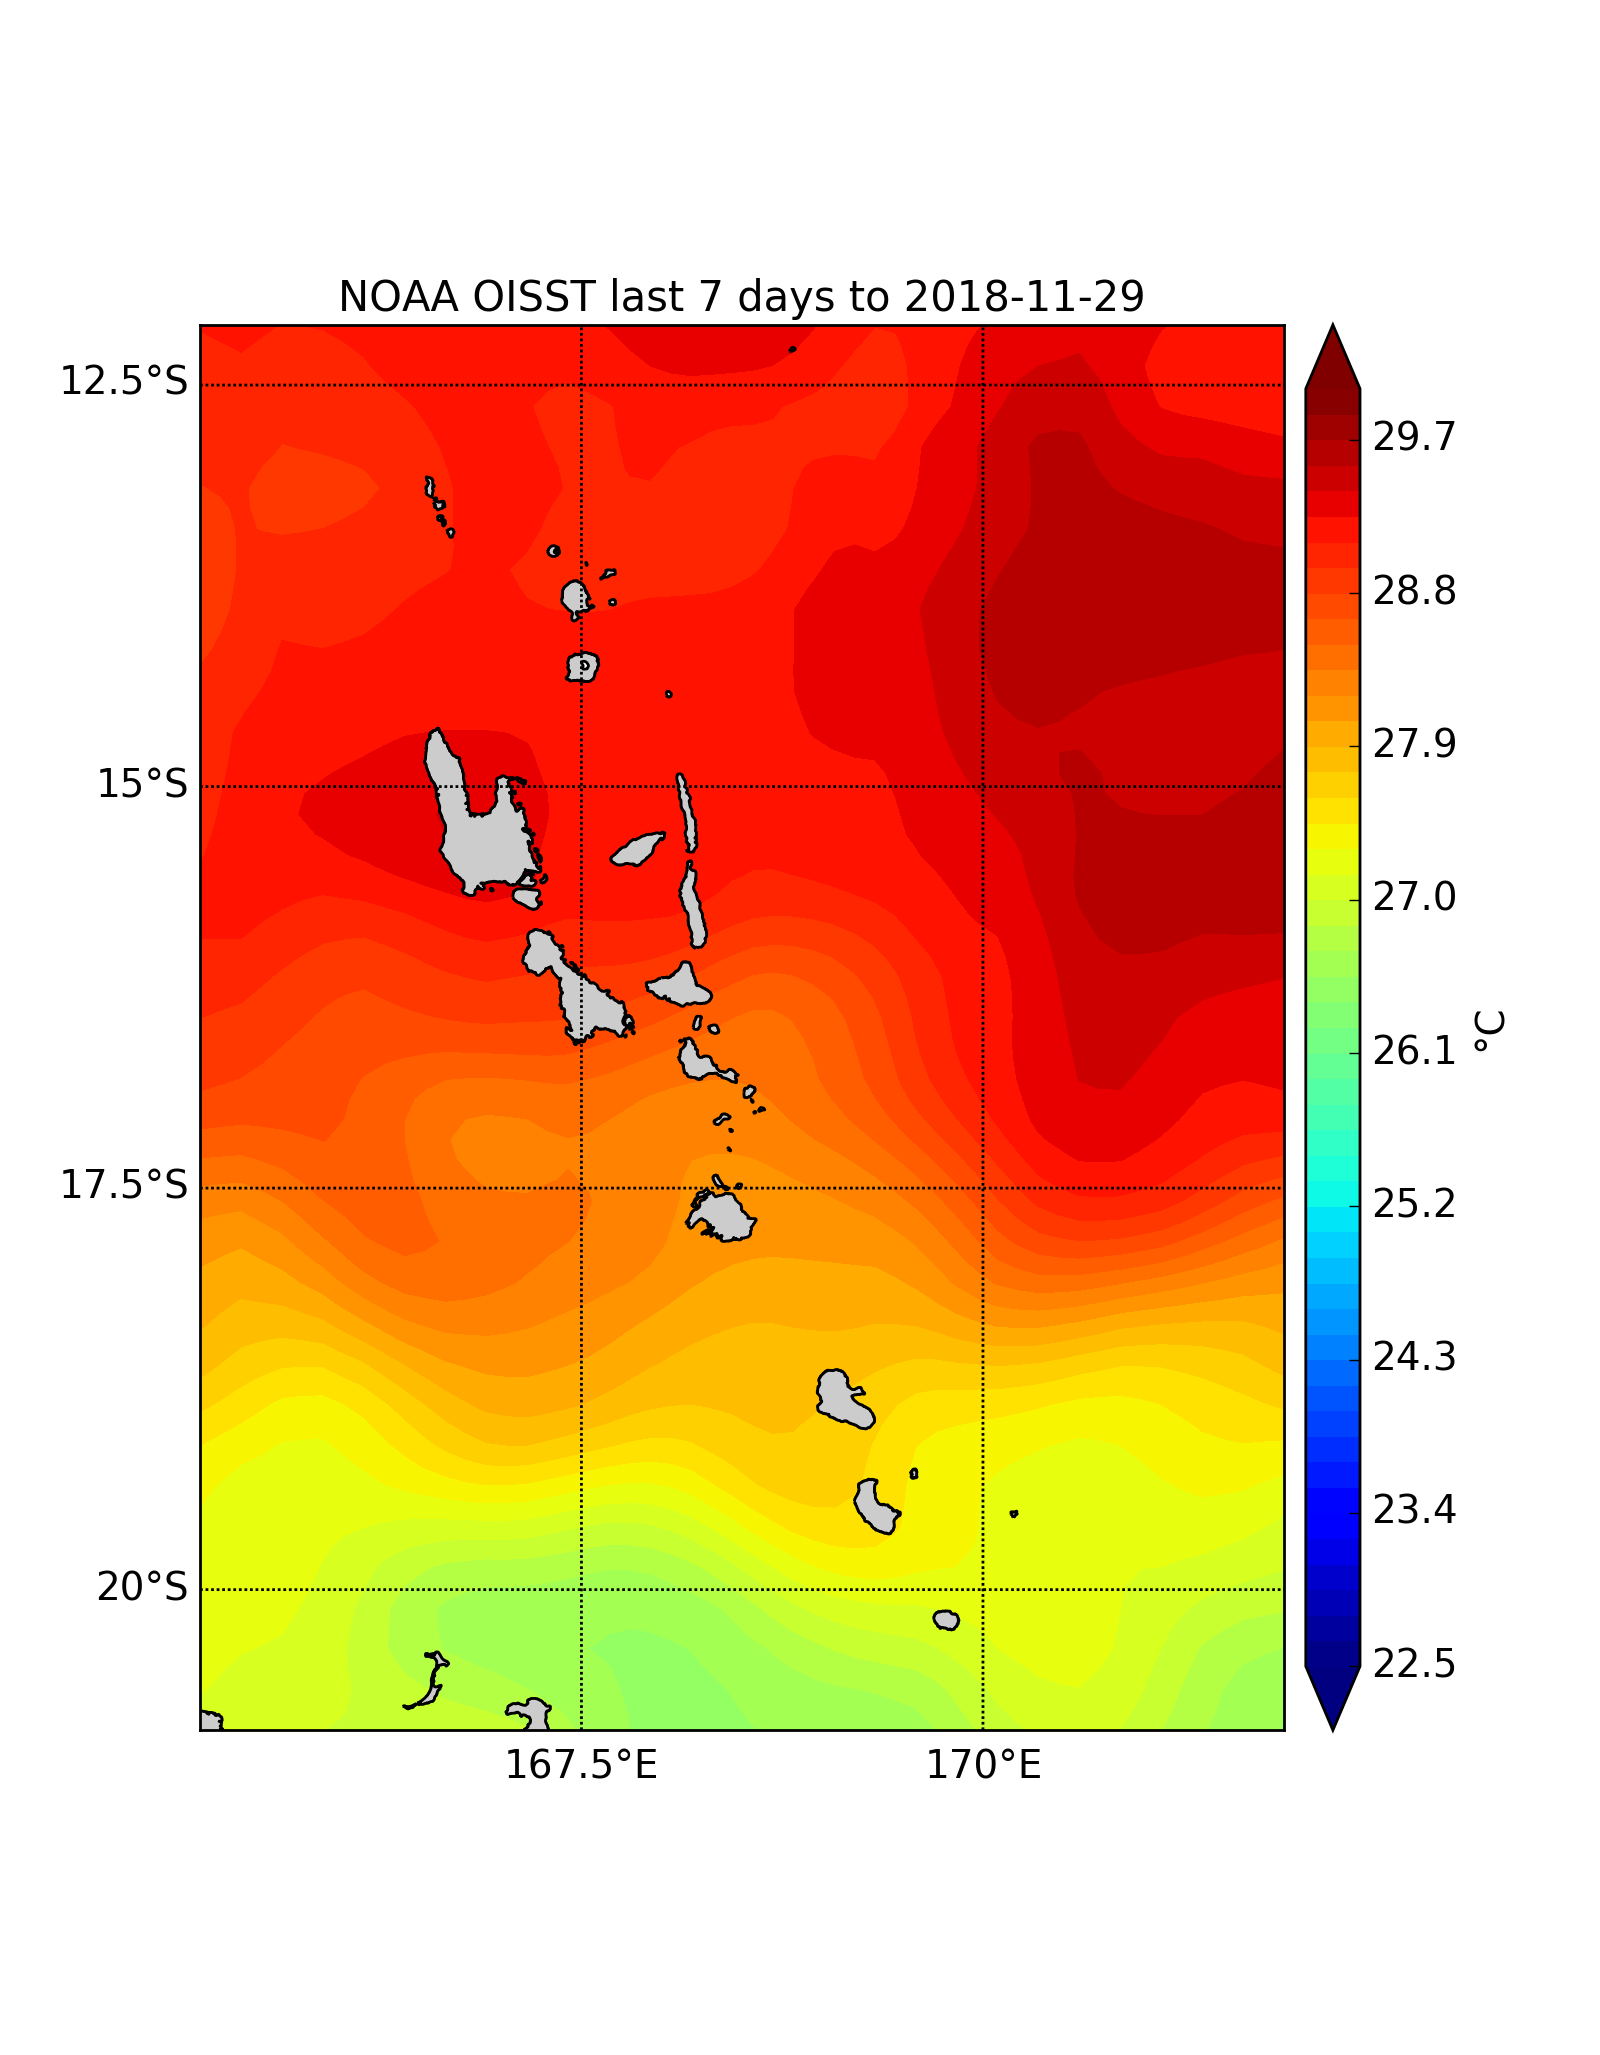 NOAA OISST last 7 days to 2018-11-29
12.5°S
15°S
17.5°S
20°S
167.5°E
170°E
29.7
28.8
27.9
27.0
26.1
25.2
24.3
23.4
22.5
°C